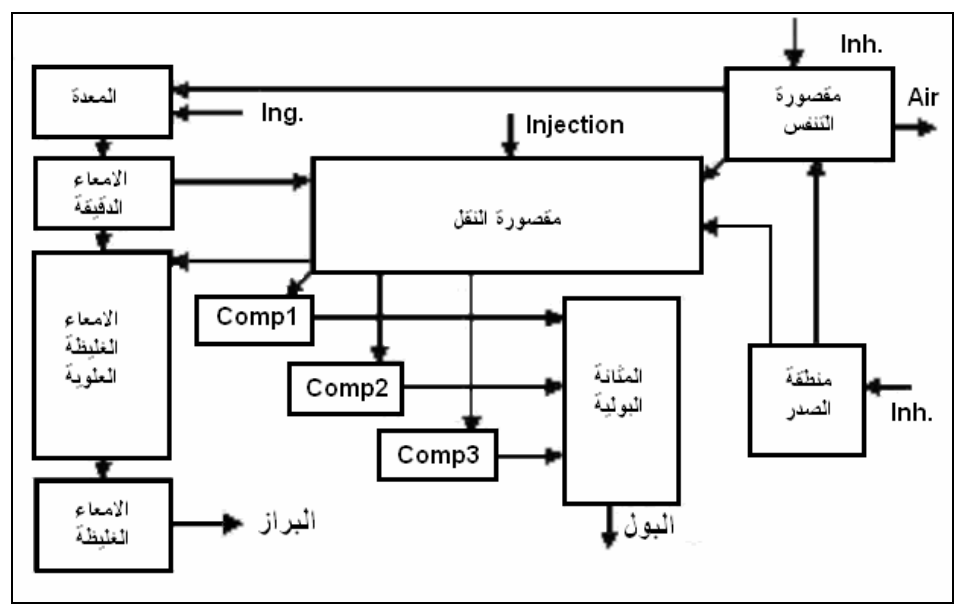 Inh.
المعدة
مقصورة
التنفس
Air
Ing.
Injection
الامعاء
الدقيقة
مقصورة النقل
الامعاء
الغليظة
العلوية
Comp1
Comp2
Comp3
المثانة
البولية
منطقة
الصدر
Inh.
الامعاء
الغليظة
البراز
البول